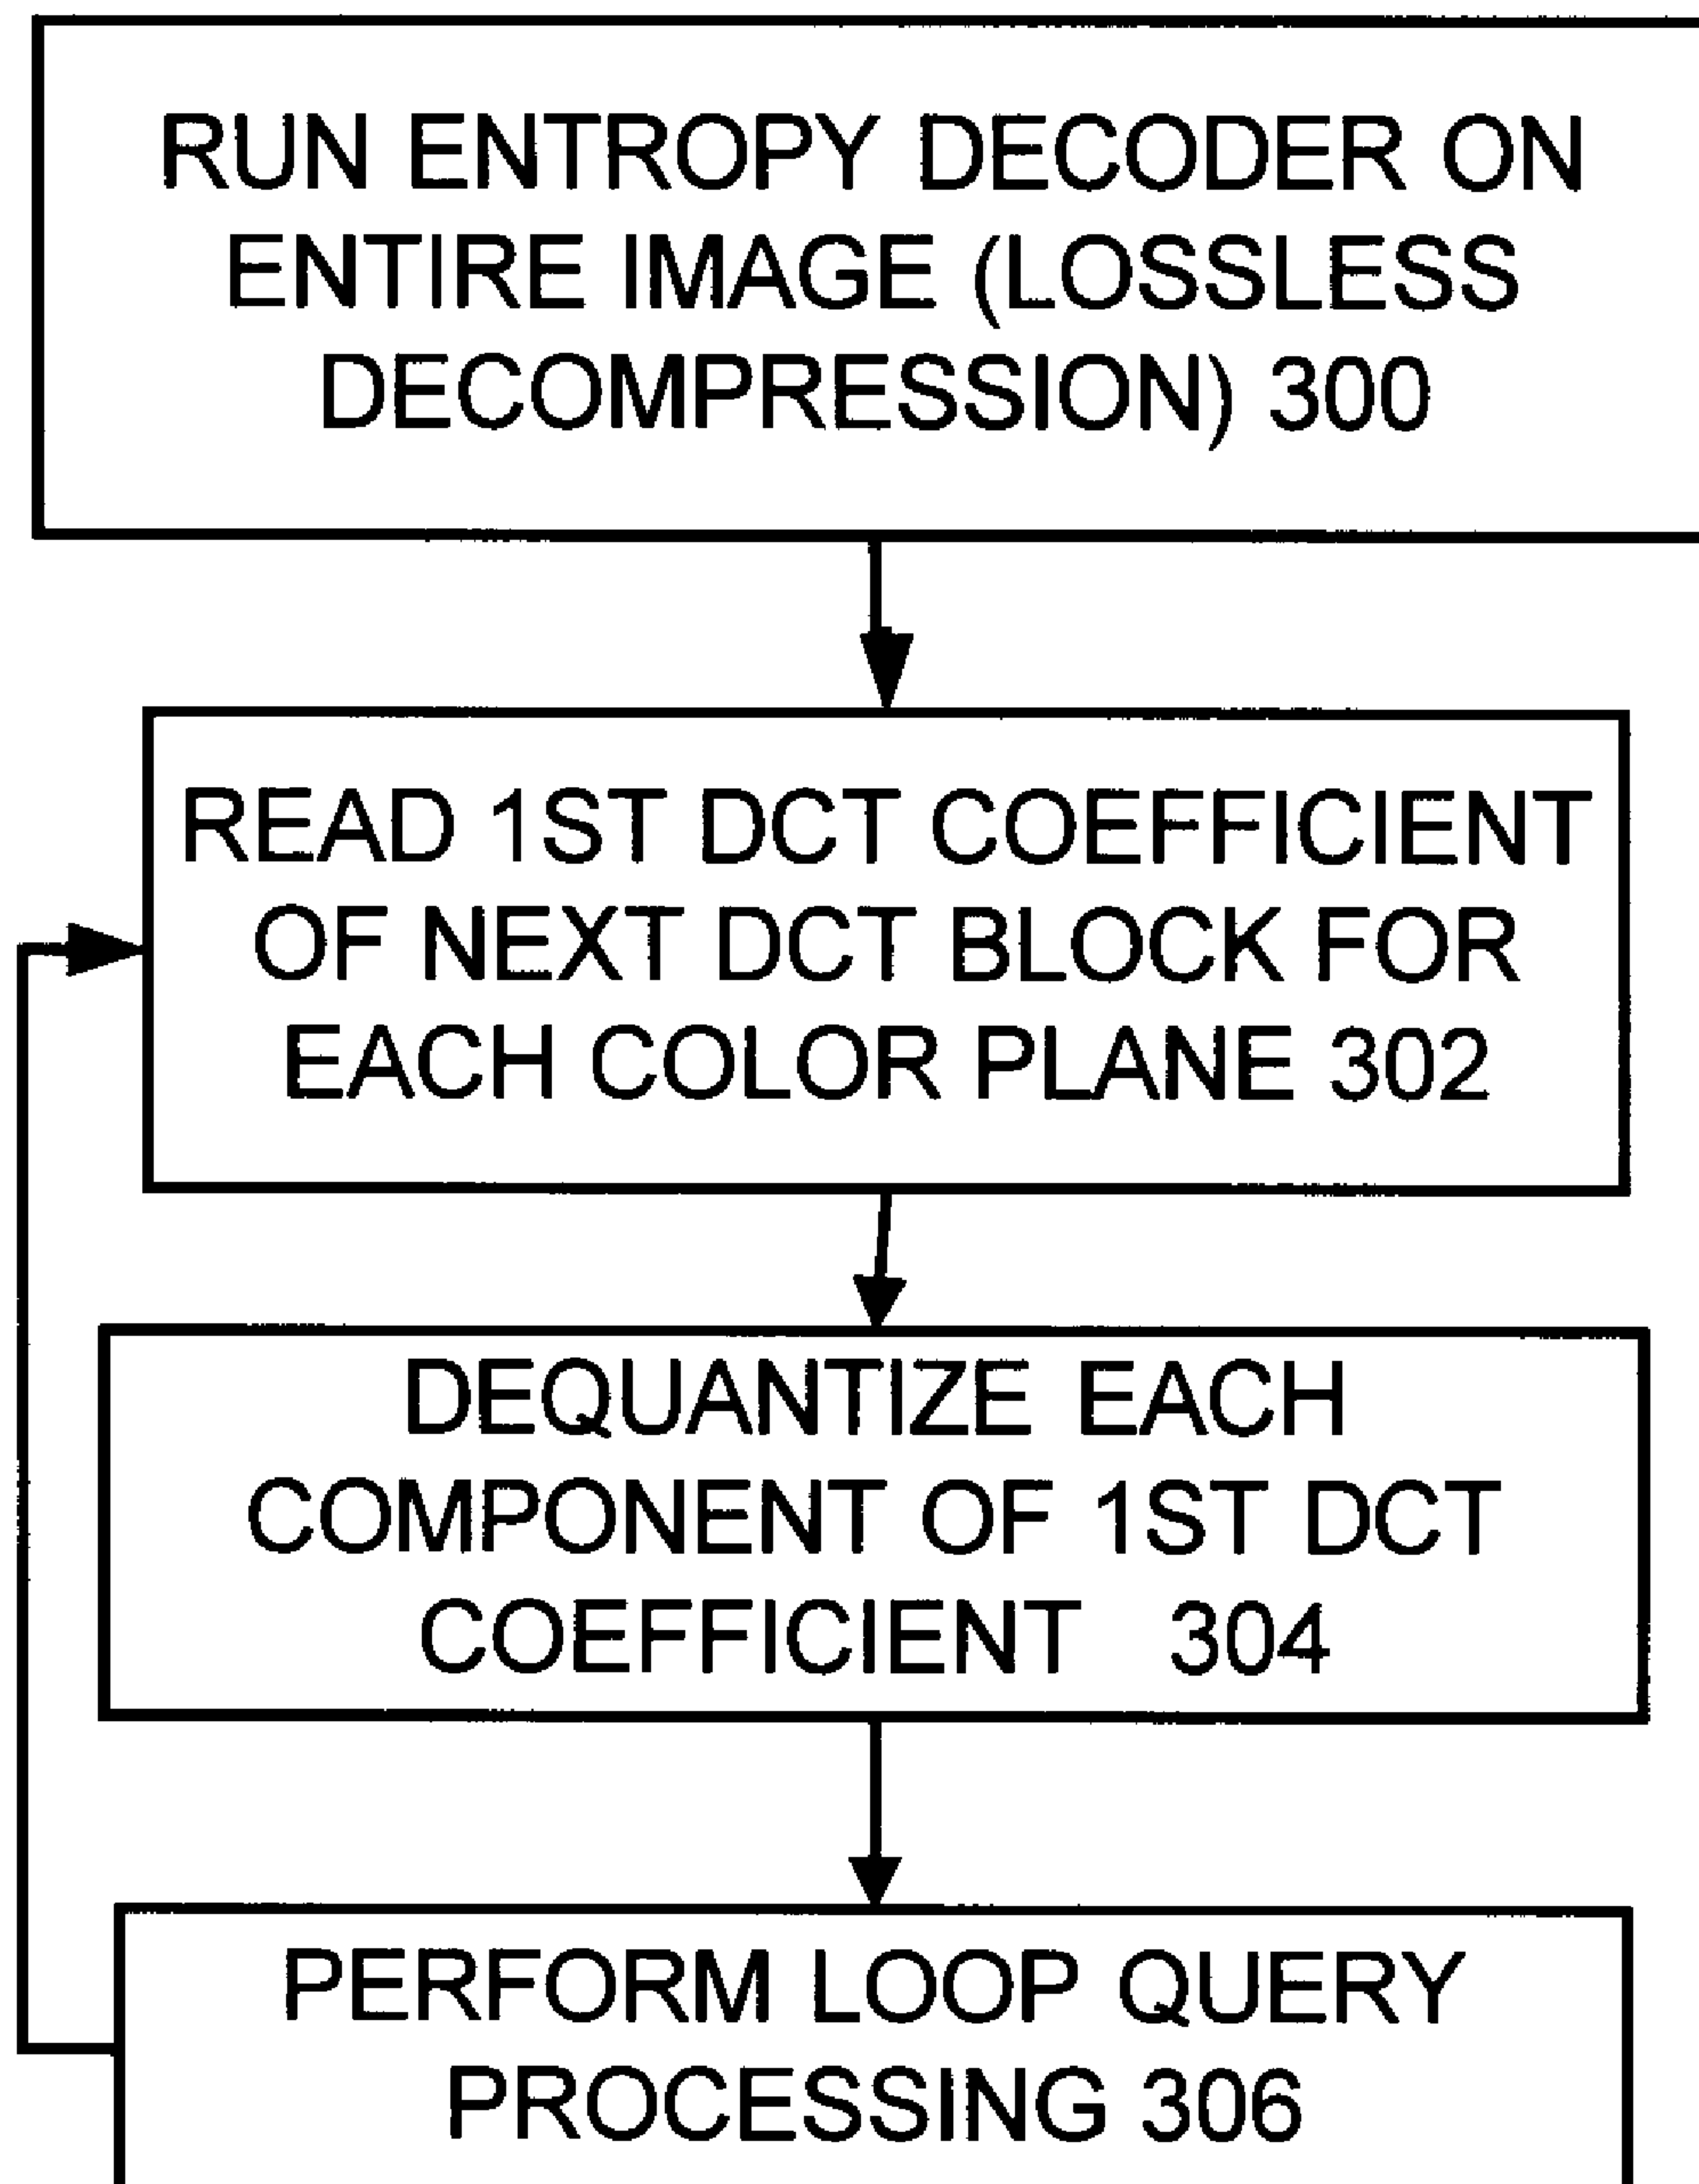 RUN ENTROPY DECODER ON
ENTIRE IMAGE (LOSSLESS
DECOMPRESSION) 300
READ 1ST DCT COEFFICIENT
OF NEXT DCT BLOCK FOR
EACH COLOR PLANE 302
DEQUANTIZE EACH
COMPONENT OF 1ST DCT
COEFFICIENT 304
PERFORM LOOP QUERY
PROCESSING 306